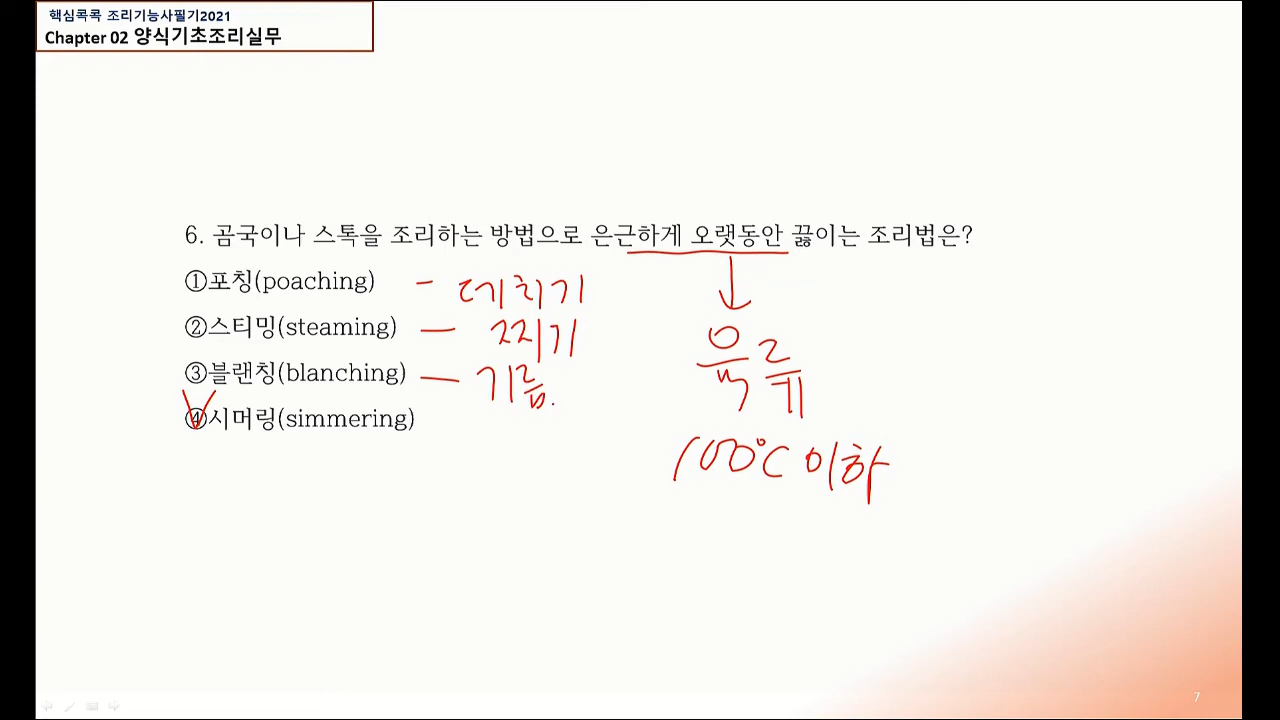 핵심콕콕 조리기능사필기2021
Chapter 02 양식기초조리실무
6. 곰국이나 스톡을 조리하는 방법으로 은근하게 오랫동안 끓이는 조리법은?
①포칭(poaching) - 데치기
②스티밍(steaming) - 찌기
③블랜칭(blanching) - 기름.
④시머링(simmering)
육류
100°C 이하
7